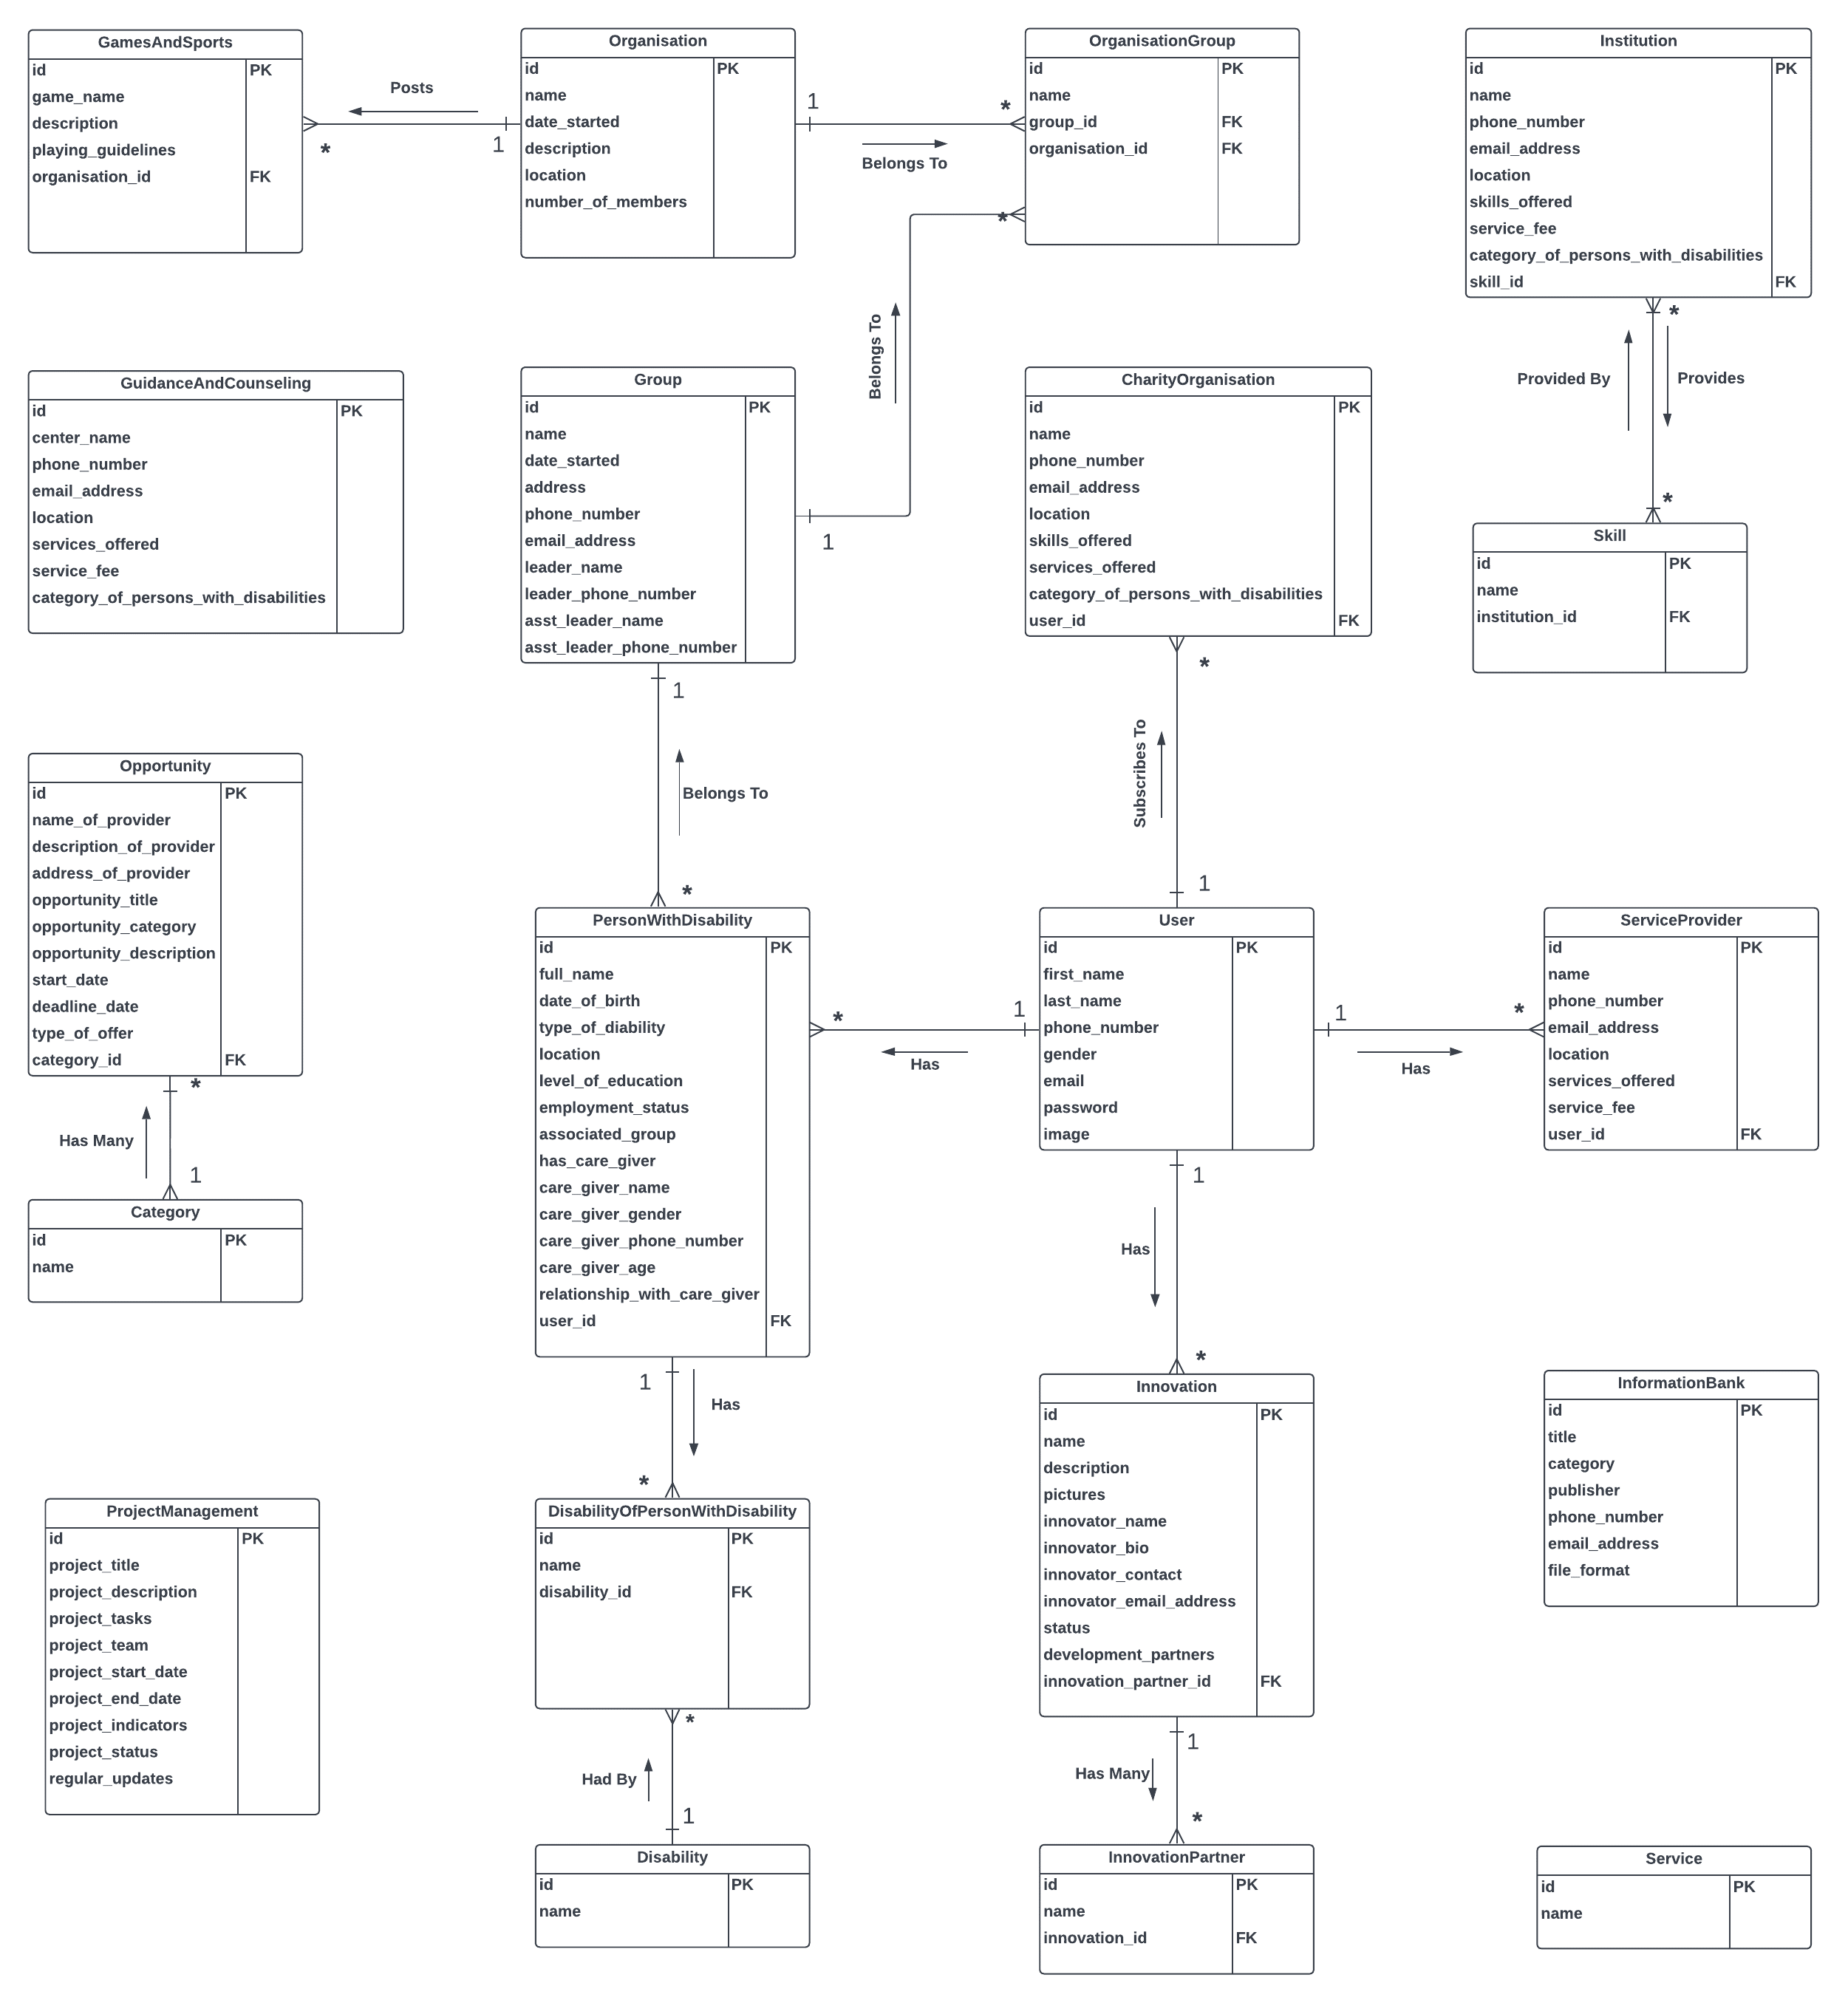 GamesAndSports
id PK
game_name
description
playing_guidelines
organisation_id FK
Posts
*
1
Organisation
id PK
name
date_started
description
location
number_of_members
1
*
Belongs To
OrganisationGroup
id PK
name
group_id FK
organisation_id FK
*
Institution
id PK
name
phone_number
email_address
location
skills_offered
service_fee
category_of_persons_with_disabilities
skill_id FK
*
Provided By
Provides
*
GuidanceAndCounseling
id PK
center_name
phone_number
email_address
location
services_offered
service_fee
category_of_persons_with_disabilities
Group
id PK
name
date_started
address
phone_number
email_address
leader_name
leader_phone_number
asst_leader_name
asst_leader_phone_number
Belongs To
1
CharityOrganisation
id PK
name
phone_number
email_address
location
skills_offered
services_offered
category_of_persons_with_disabilities
user_id FK
Skill
id PK
name
institution_id FK
1
Belongs To
*
*
Subscribes To
1
Opportunity
id PK
name_of_provider
description_of_provider
address_of_provider
opportunity_title
opportunity_category
opportunity_description
start_date
deadline_date
type_of_offer
category_id FK
*
Has Many
1
Category
id PK
name
PersonWithDisability
id PK
full_name
date_of_birth
type_of_diability
location
level_of_education
employment_status
associated_group
has_care_giver
care_giver_name
care_giver_gender
care_giver_phone_number
care_giver_age
relationship_with_care_giver
user_id FK
*
1
Has
User
id PK
first_name
last_name
phone_number
gender
email
password
image
1
*
Has
ServiceProvider
id PK
name
phone_number
email_address
location
services_offered
service_fee
user_id FK
1
Has
*
1
Has
*
Innovation
id PK
name
description
pictures
innovator_name
innovator_bio
innovator_contact
innovator_email_address
status
development_partners
innovation_partner_id FK
InformationBank
id PK
title
category
publisher
phone_number
email_address
file_format
ProjectManagement
id PK
project_title
project_description
project_tasks
project_team
project_start_date
project_end_date
project_indicators
project_status
regular_updates
DisabilityOfPersonWithDisability
id PK
name
disability_id FK
*
Had By
1
Disability
id PK
name
1
Has Many
*
InnovationPartner
id PK
name
innovation_id FK
Service
id PK
name